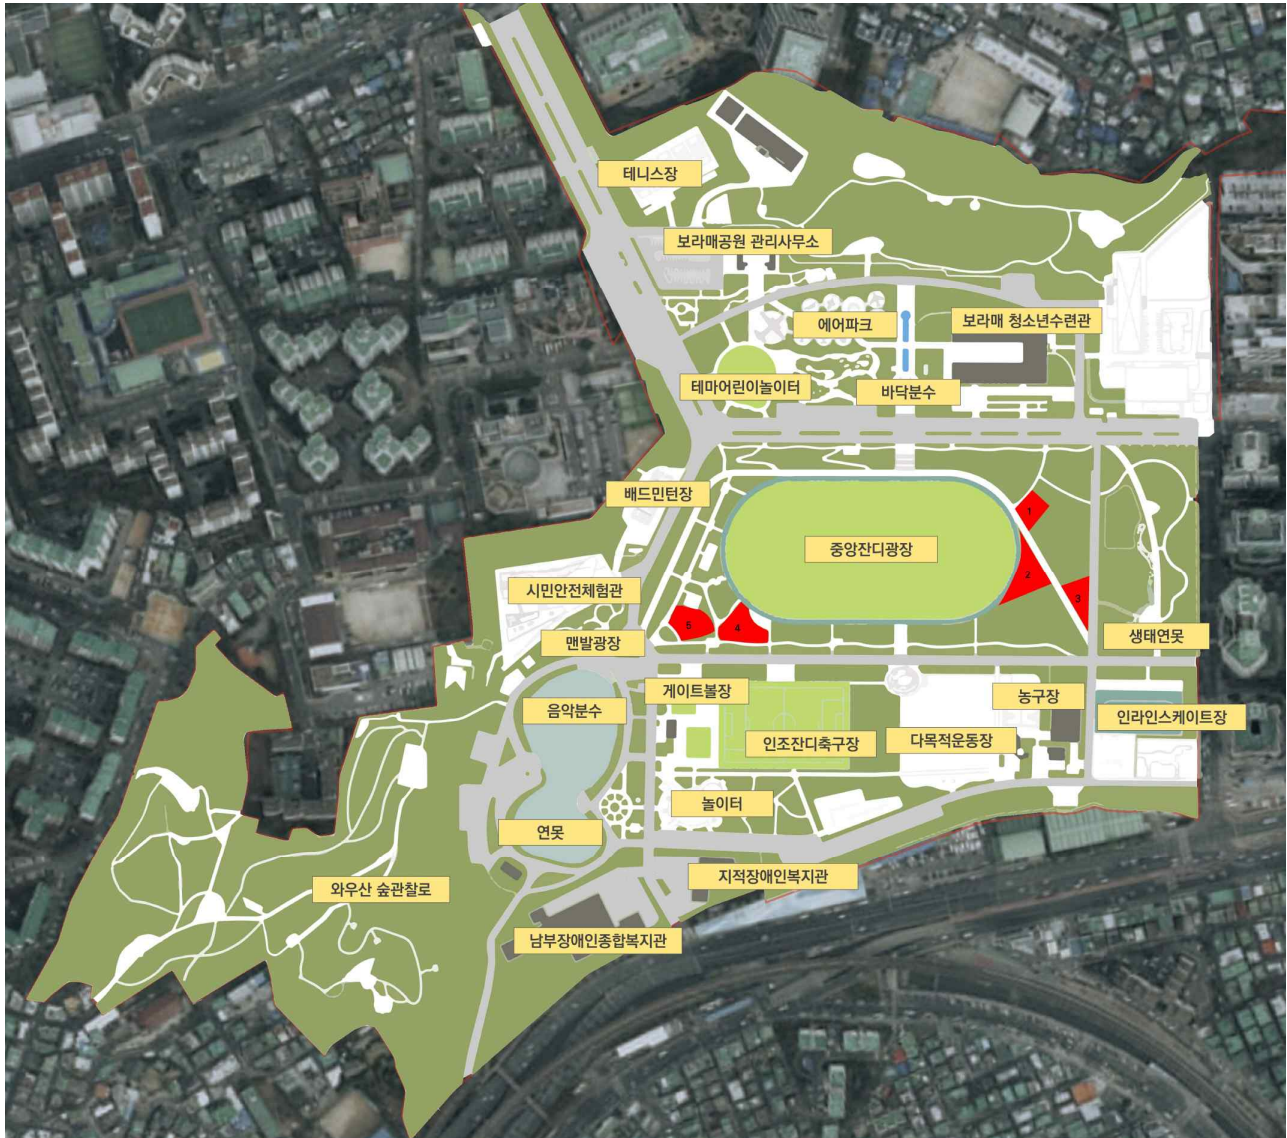 테니스장
보라매공원 관리사무소
에어파크
보라매 청소년수련관
테마어린이놀이터
바닥분수
배드민턴장
1
중앙잔디광장
2
3
시민안전체험관
5
4
맨발광장
생태연못
게이트볼장
농구장
음악분수
인라인스케이트장
인조잔디축구장
다목적운동장
놀이터
연못
지적장애인복지관
와우산 숲관찰로
남부장애인종합복지관